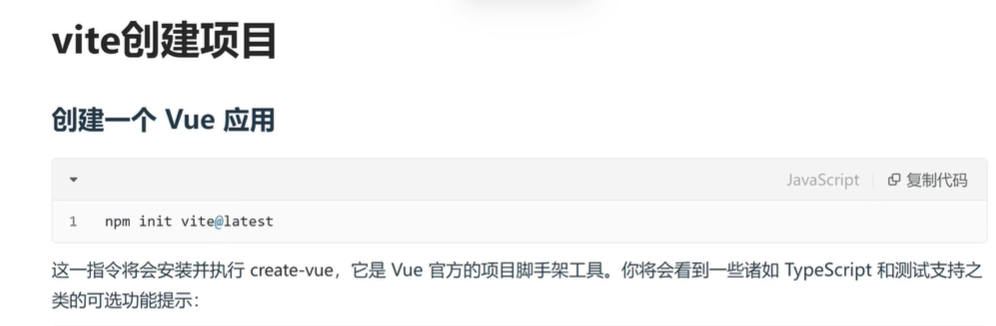 vite创建项目
创建一个 Vue 应用
JavaScript 复制代码
1 npm init vite@latest
这一指令将会安装并执行 create-vue，它是 Vue 官方的项目脚手架工具。你将会看到一些诸如 TypeScript 和测试支持之
类的可选功能提示：